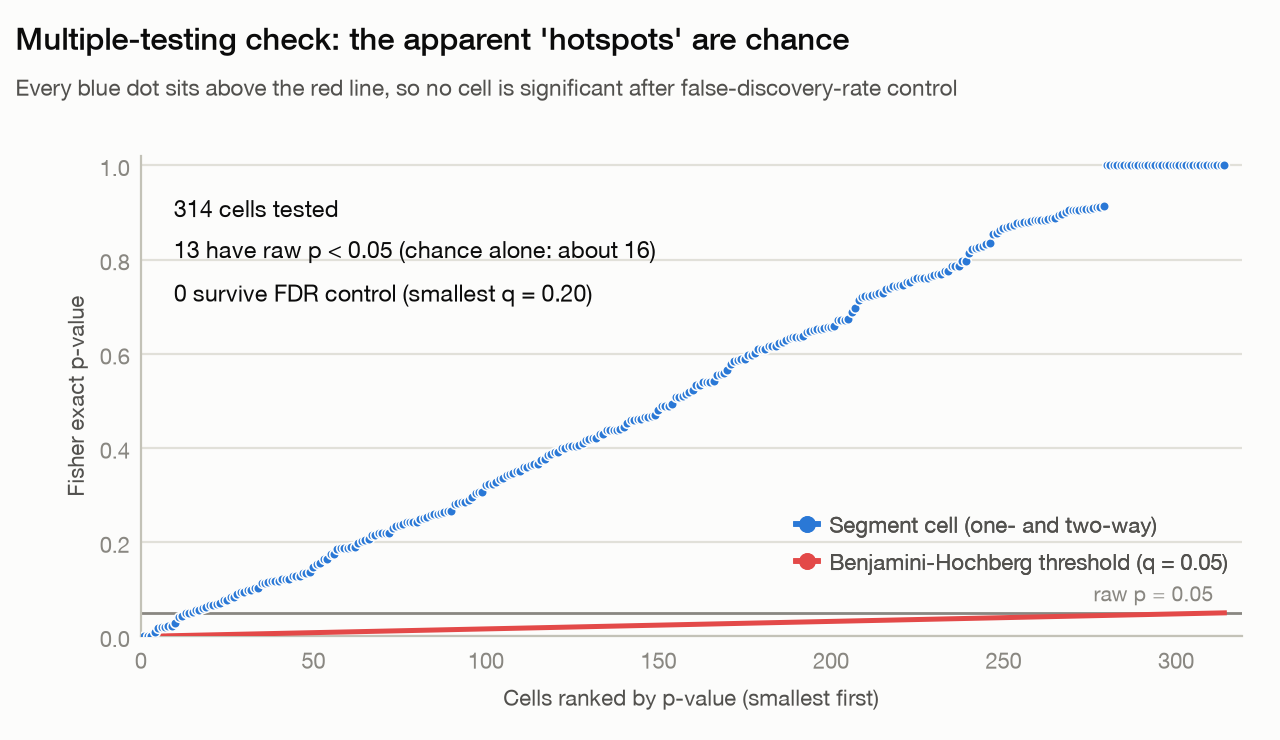 Multiple-testing check: the apparent 'hotspots' are chance
Every blue dot sits above the red line, so no cell is significant after false-discovery-rate control
1.0
0.8
0.6
0.4
0.2
0.0
Fisher exact p-value
314 cells tested
13 have raw p < 0.05 (chance alone: about 16)
0 survive FDR control (smallest q = 0.20)
Segment cell (one- and two-way)
Benjamini-Hochberg threshold (q = 0.05)
raw p = 0.05
0 50 100 150 200 250 300
Cells ranked by p-value (smallest first)